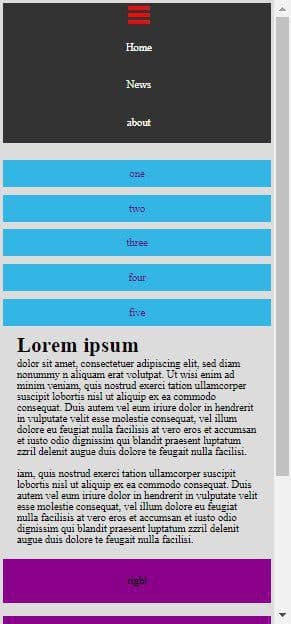 Home
News
about
one
two
three
four
five
Lorem ipsum
dolor sit amet, consectetuer adipiscing elit, sed diam
nonummy n aliquam erat volutpat. Ut wisi enim ad
minim veniam, quis nostrud exerci tation ullamcorper
suscipit lobortis nisl ut aliquip ex ea commodo
consequat. Duis autem vel eum iriure dolor in hendrerit
in vulputate velit esse molestie consequat, vel illum
dolore eu feugiat nulla facilisis at vero eros et accumsan
et iusto odio dignissim qui blandit praesent luptatum
zzril delenit augue duis dolore te feugait nulla facilisi.
iam, quis nostrud exerci tation ullamcorper suscipit
lobortis nisl ut aliquip ex ea commodo consequat. Duis
autem vel eum iriure dolor in hendrerit in vulputate velit
esse molestie consequat, vel illum dolore eu feugiat
nulla facilisis at vero eros et accumsan et iusto odio
dignissim qui blandit praesent luptatum zzril delenit
augue duis dolore te feugait nulla facilisi.
right